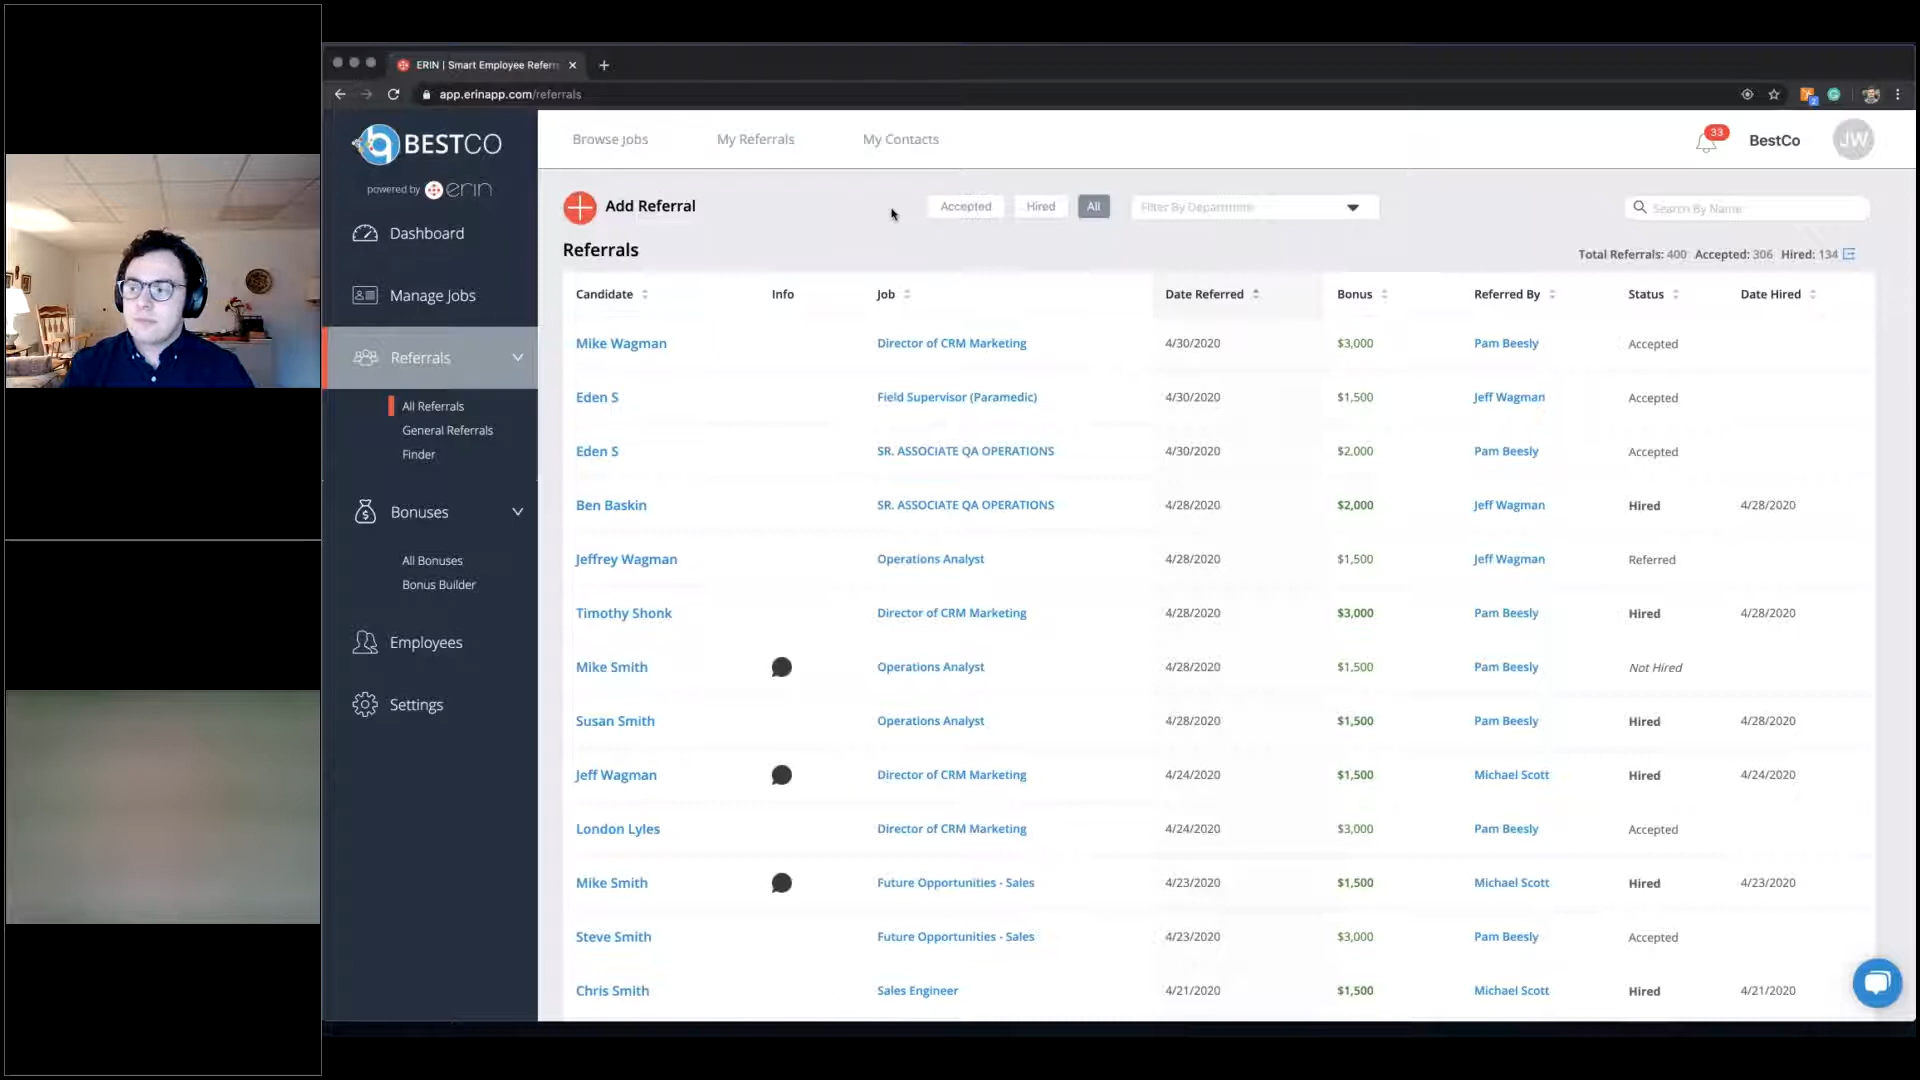 ERIN | Smart Employee Referr
app.erinapp.com/referrals
BESTCO
powered by erin
Browse Jobs My Referrals My Contacts
33 BestCo JW
Dashboard
Manage Jobs
Referrals
All Referrals
General Referrals
Finder
Bonuses
All Bonuses
Bonus Builder
Employees
Settings
Add Referral Accepted Hired All Filter By Department Search By Name
Referrals
Total Referrals: 400 Accepted: 306 Hired: 134
Candidate Info Job Date Referred Bonus Referred By Status Date Hired
Mike Wagman Director of CRM Marketing 4/30/2020 $3,000 Pam Beesly Accepted
Eden S Field Supervisor (Paramedic) 4/30/2020 $1,500 Jeff Wagman Accepted
Eden S SR. ASSOCIATE QA OPERATIONS 4/30/2020 $2,000 Pam Beesly Accepted
Ben Baskin SR. ASSOCIATE QA OPERATIONS 4/28/2020 $2,000 Jeff Wagman Hired 4/28/2020
Jeffrey Wagman Operations Analyst 4/28/2020 $1,500 Jeff Wagman Referred
Timothy Shonk Director of CRM Marketing 4/28/2020 $3,000 Pam Beesly Hired 4/28/2020
Mike Smith Operations Analyst 4/28/2020 $1,500 Pam Beesly Not Hired
Susan Smith Operations Analyst 4/28/2020 $1,500 Pam Beesly Hired 4/28/2020
Jeff Wagman Director of CRM Marketing 4/24/2020 $1,500 Michael Scott Hired 4/24/2020
London Lyles Director of CRM Marketing 4/24/2020 $3,000 Pam Beesly Accepted
Mike Smith Future Opportunities - Sales 4/23/2020 $1,500 Michael Scott Hired 4/23/2020
Steve Smith Future Opportunities - Sales 4/23/2020 $3,000 Pam Beesly Accepted
Chris Smith Sales Engineer 4/21/2020 $1,500 Michael Scott Hired 4/21/2020